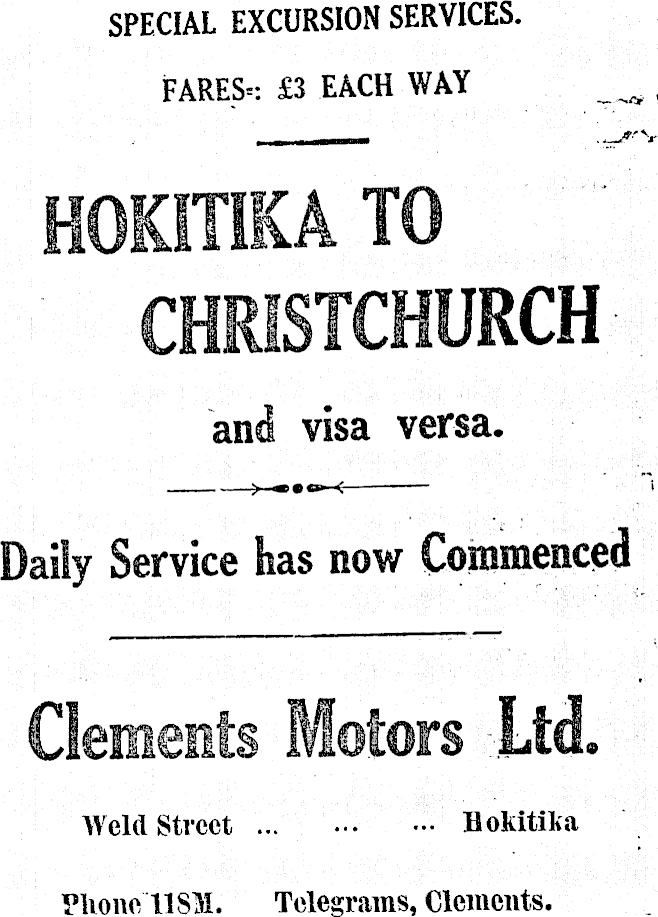 SPECIAL EXCURSION SERVICES.
FARES-: £3 EACH WAY
HOKITIKA TO
CHRISTCHURCH
and visa versa.
Daily Service has now Commenced
Clements Motors Ltd.
Weld Street ... ... ... Hokitika
Phone 118M. Telegrams, Clements.